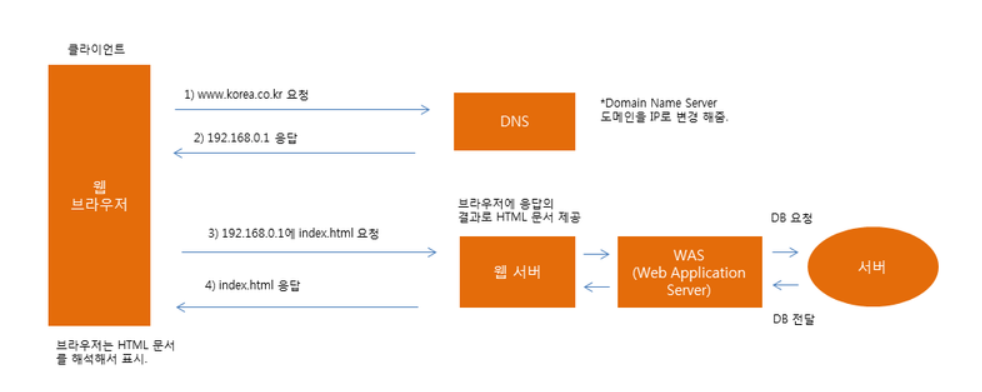 클라이언트
1) www.korea.co.kr 요청
DNS
*Domain Name Server
도메인을 IP로 변경 해줌.
2) 192.168.0.1 응답
웹
브라우저
브라우저에 응답의
결과로 HTML 문서 제공
3) 192.168.0.1에 index.html 요청
4) index.html 응답
웹 서버
WAS
(Web Application
Server)
DB 요청
서버
DB 전달
브라우저는 HTML 문서
를 해석해서 표시.